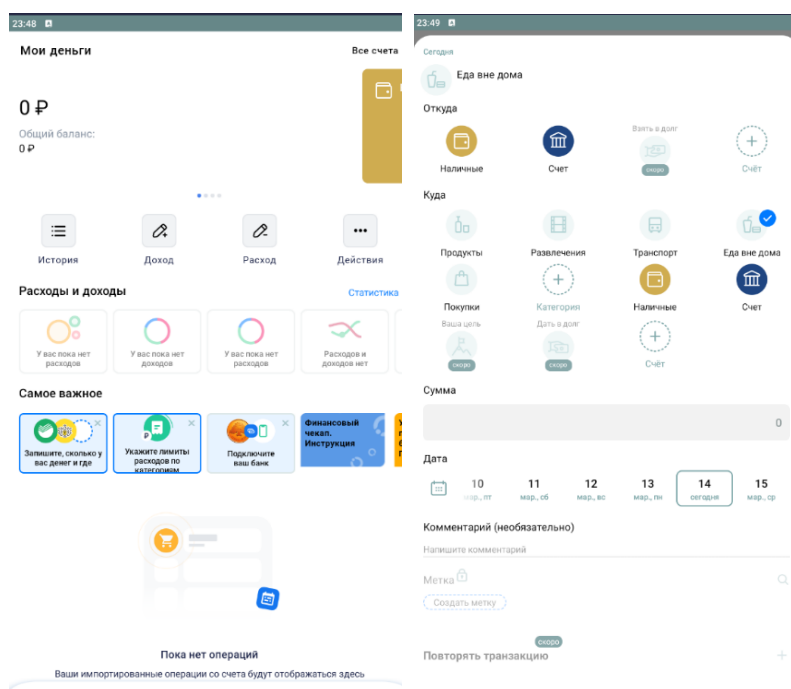 23:48
Мои деньги
Все счета
0 ₽
Общий баланс:
0 ₽
История
Доход
Расход
Действия
Расходы и доходы
Статистика
У вас пока нет
расходов
У вас пока нет
доходов
У вас пока нет
расходов
Расходов и
доходов нет
Самое важное
Запишите, сколько у
вас денег и где
Укажите лимиты
расходов по
категориям
Подключите
ваш банк
Финансовый
чекап.
Инструкция
Пока нет операций
Ваши импортированные операции со счета будут отображаться здесь
23:49
Сегодня
Еда вне дома
Откуда
Наличные
Счет
Взять в долг
скоро
Счёт
Куда
Продукты
Развлечения
Транспорт
Еда вне дома
Покупки
Категория
Наличные
Счет
Ваша цель
скоро
Дать в долг
скоро
Счёт
Сумма
0
Дата
10
мар., пт
11
мар., сб
12
мар., вс
13
мар., пн
14
сегодня
15
мар., ср
Комментарий (необязательно)
Напишите комментарий
Метка
Создать метку
скоро
Повторять транзакцию